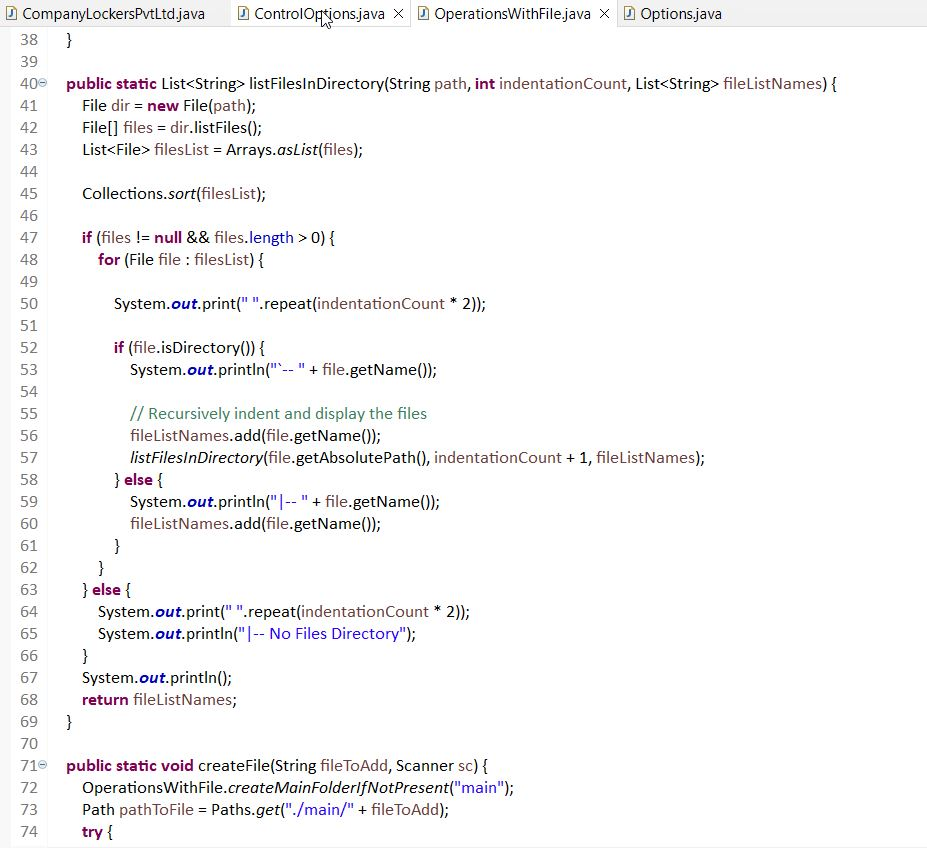 CompanyLockersPvtLtd.java ControlOptions.java OperationsWithFile.java Options.java
38 }
39
40 public static List<String> listFilesInDirectory(String path, int indentationCount, List<String> fileListNames) {
41 File dir = new File(path);
42 File[] files = dir.listFiles();
43 List<File> filesList = Arrays.asList(files);
44
45 Collections.sort(filesList);
46
47 if (files != null && files.length > 0) {
48 for (File file : filesList) {
49
50 System.out.print(" ".repeat(indentationCount * 2));
51
52 if (file.isDirectory()) {
53 System.out.println("`-- " + file.getName());
54
55 // Recursively indent and display the files
56 fileListNames.add(file.getName());
57 listFilesInDirectory(file.getAbsolutePath(), indentationCount + 1, fileListNames);
58 } else {
59 System.out.println("|-- " + file.getName());
60 fileListNames.add(file.getName());
61 }
62 }
63 } else {
64 System.out.print(" ".repeat(indentationCount * 2));
65 System.out.println("|-- No Files Directory");
66 }
67 System.out.println();
68 return fileListNames;
69 }
70
71 public static void createFile(String fileToAdd, Scanner sc) {
72 OperationsWithFile.createMainFolderIfNotPresent("main");
73 Path pathToFile = Paths.get("./main/" + fileToAdd);
74 try {